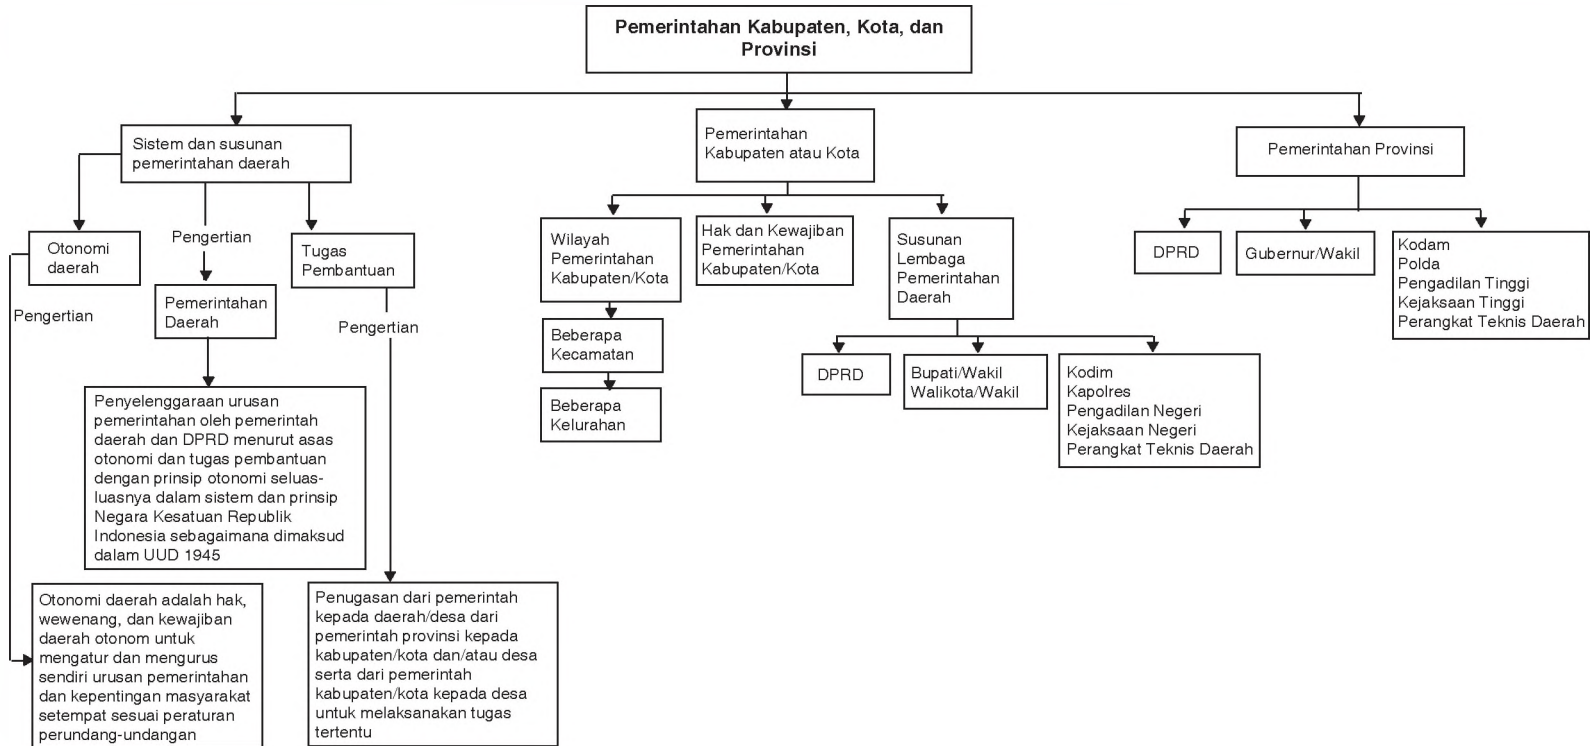 Pemerintahan Kabupaten, Kota, dan
Provinsi
Sistem dan susunan
pemerintahan daerah
Pemerintahan
Kabupaten atau Kota
Pemerintahan Provinsi
Otonomi
daerah
Pengertian
Tugas
Pembantuan
Wilayah
Pemerintahan
Kabupaten/Kota
Hak dan Kewajiban
Pemerintahan
Kabupaten/Kota
Susunan
Lembaga
Pemerintahan
Daerah
DPRD
Gubernur/Wakil
Kodam
Polda
Pengadilan Tinggi
Kejaksaan Tinggi
Perangkat Teknis Daerah
Pengertian
Pemerintahan
Daerah
Pengertian
Beberapa
Kecamatan
Beberapa
Kelurahan
DPRD
Bupati/Wakil
Walikota/Wakil
Kodim
Kapolres
Pengadilan Negeri
Kejaksaan Negeri
Perangkat Teknis Daerah
Penyelenggaraan urusan
pemerintahan oleh pemerintah
daerah dan DPRD menurut asas
otonomi dan tugas pembantuan
dengan prinsip otonomi seluas-
luasnya dalam sistem dan prinsip
Negara Kesatuan Republik
Indonesia sebagaimana dimaksud
dalam UUD 1945
Otonomi daerah adalah hak,
wewenang, dan kewajiban
daerah otonom untuk
mengatur dan mengurus
sendiri urusan pemerintahan
dan kepentingan masyarakat
setempat sesuai peraturan
perundang-undangan
Penugasan dari pemerintah
kepada daerah/desa dari
pemerintah provinsi kepada
kabupaten/kota dan/atau desa
serta dari pemerintah
kabupaten/kota kepada desa
untuk melaksanakan tugas
tertentu